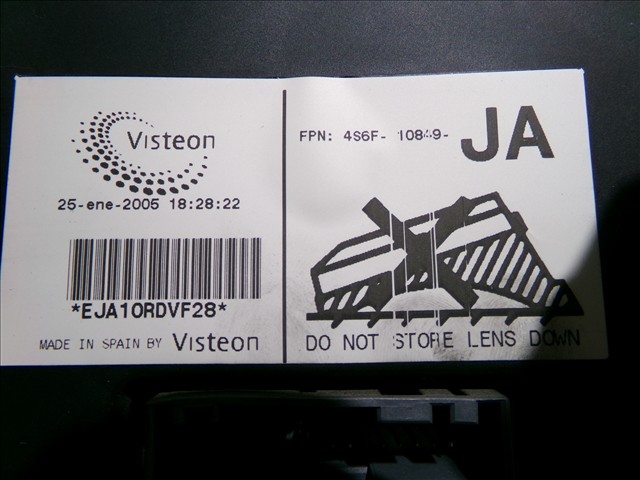 Visteon
25-ene-2005 18:28:22
*EJA10RDVF28*
MADE IN SPAIN BY Visteon
FPN: 4S6F- 10849- JA
DO NOT STORE LENS DOWN